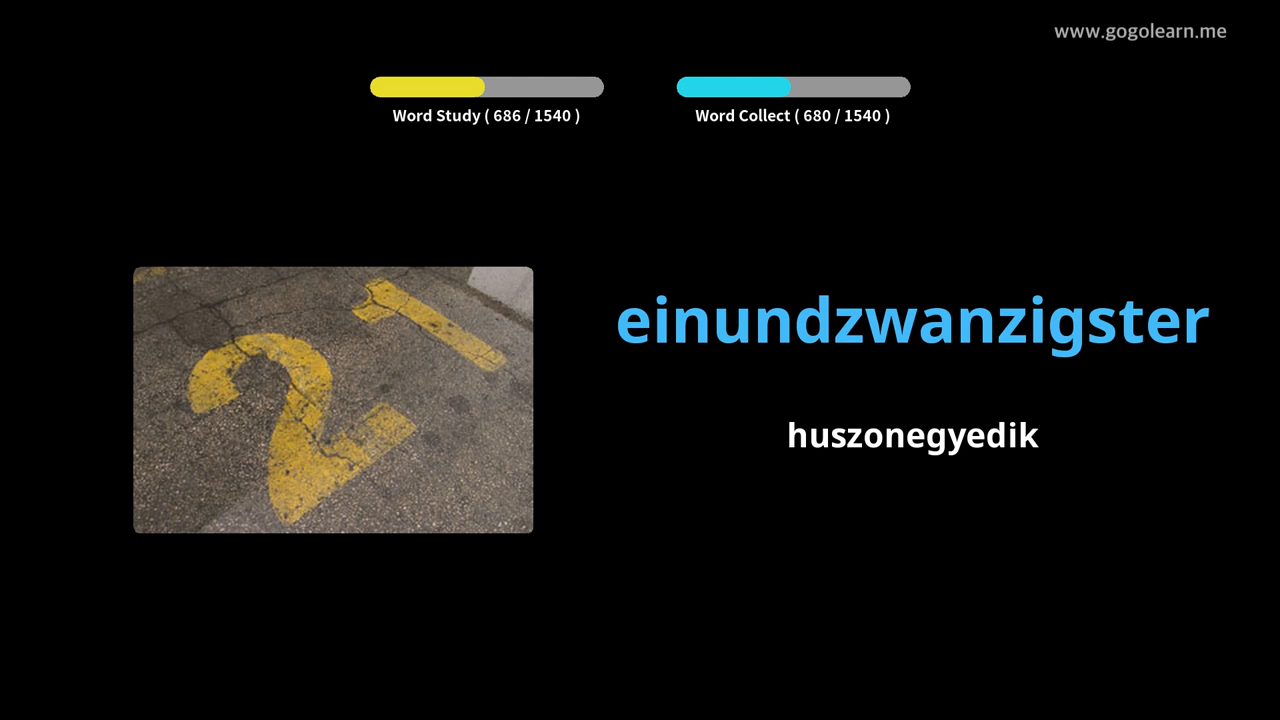 www.gogolearn.me
Word Study ( 686 / 1540 )
Word Collect ( 680 / 1540 )
21
einundzwanzigster
huszonegyedik